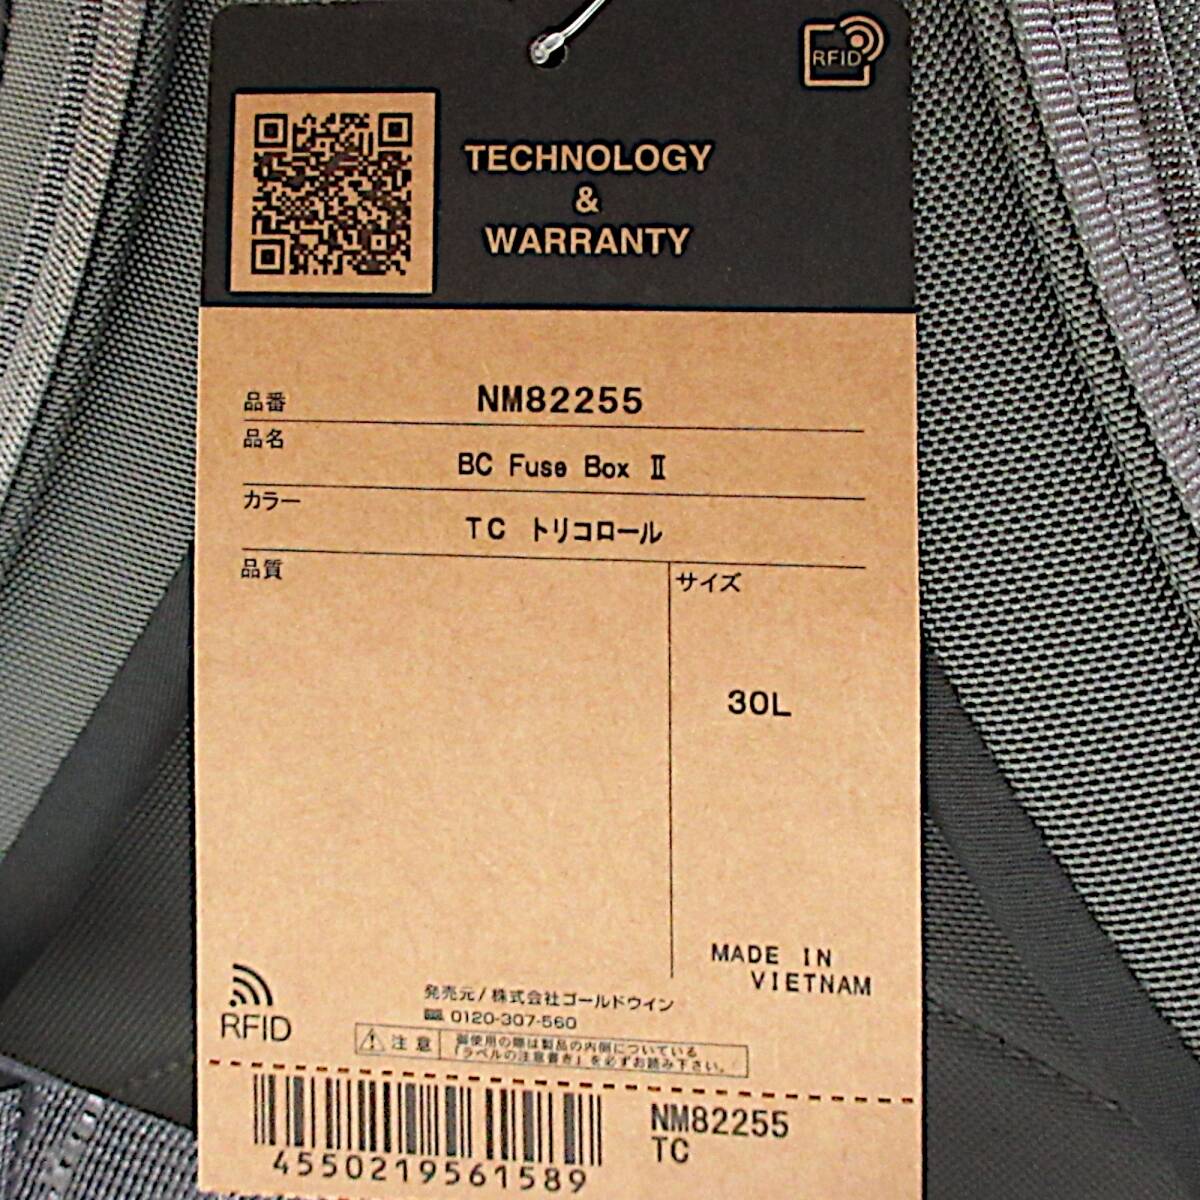 RFID
TECHNOLOGY
&
WARRANTY
品番 NM82255
品名
BC Fuse Box Ⅱ
カラー
TC トリコロール
品質
サイズ
30L
MADE IN
VIETNAM
RFID
発売元/株式会社ゴールドウイン
0120-307-560
注意
御使用の際は製品の内側についている
「ラベルの注意書き」を必ずお読み下さい。
4550219561589
NM82255
TC